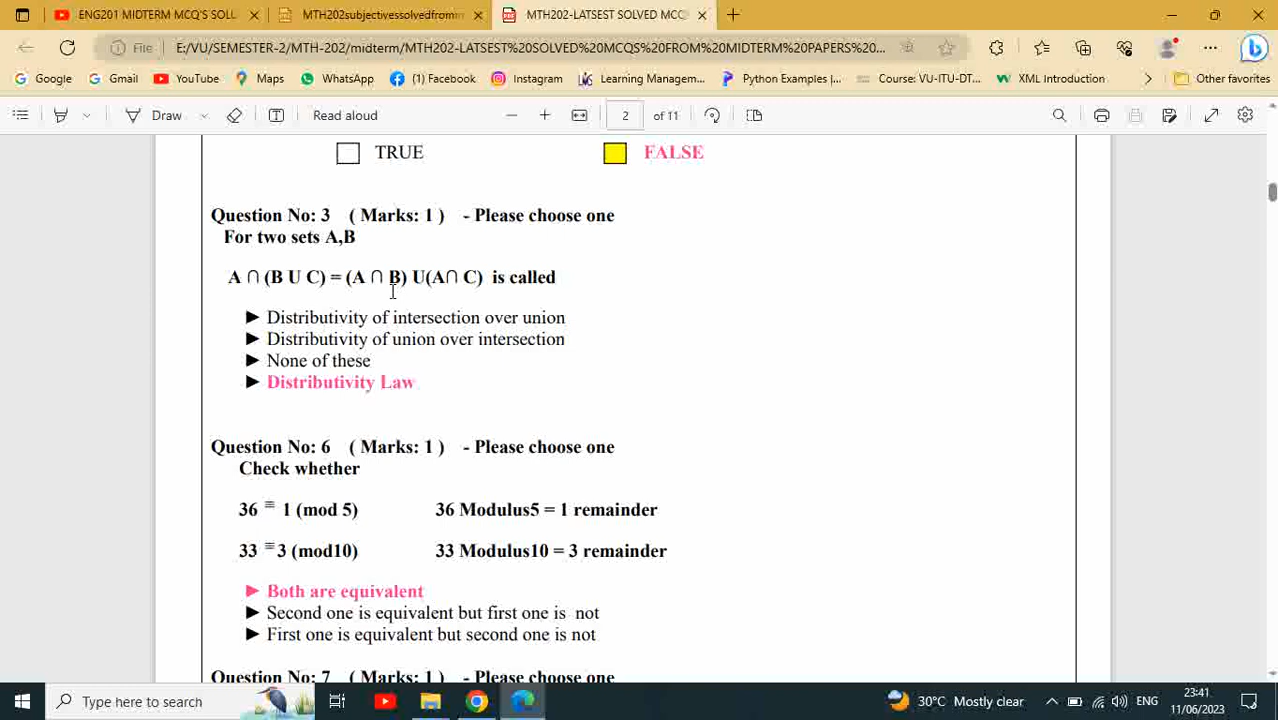 ENG201 MIDTERM MCQ'S SOLU
MTH202subjectivessolvedfromm
MTH202-LATSEST SOLVED MCQ
File
E:/VU/SEMESTER-2/MTH-202/midterm/MTH202-LATSEST%20SOLVED%20MCQS%20FROM%20MIDTERM%20PAPERS%20...
Google
Gmail
YouTube
Maps
WhatsApp
(1) Facebook
Instagram
Learning Managem...
Python Examples |...
Course: VU-ITU-DT...
XML Introduction
Other favorites
Draw
Read aloud
2 of 11
TRUE FALSE
Question No: 3 ( Marks: 1 ) - Please choose one
For two sets A,B
A ∩ (B U C) = (A ∩ B) U(A∩ C) is called
► Distributivity of intersection over union
► Distributivity of union over intersection
► None of these
► Distributivity Law
Question No: 6 ( Marks: 1 ) - Please choose one
Check whether
36 ≡ 1 (mod 5) 36 Modulus5 = 1 remainder
33 ≡3 (mod10) 33 Modulus10 = 3 remainder
► Both are equivalent
► Second one is equivalent but first one is not
► First one is equivalent but second one is not
Question No: 7 ( Marks: 1 ) - Please choose one
Type here to search
30°C Mostly clear
23:41
11/06/2023